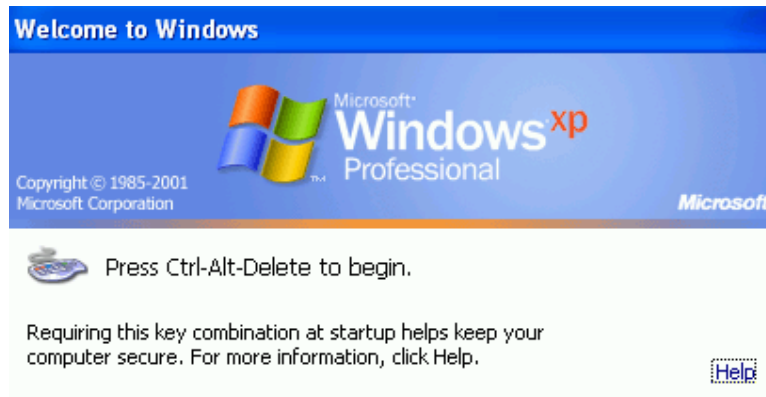 Welcome to Windows
Microsoft®
Windows xp
Professional
TM
Copyright © 1985-2001
Microsoft Corporation
Microsoft
Press Ctrl-Alt-Delete to begin.
Requiring this key combination at startup helps keep your
computer secure. For more information, click Help.
Help